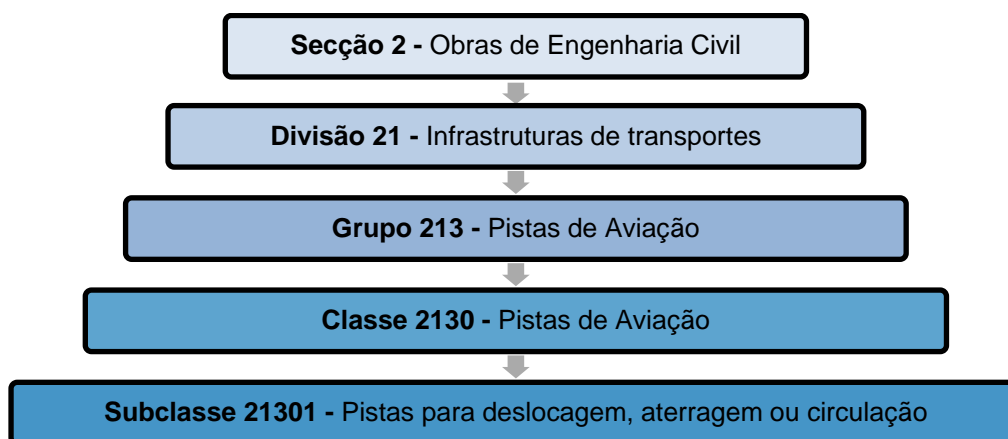 Secção 2 - Obras de Engenharia Civil
Divisão 21 - Infrastruturas de transportes
Grupo 213 - Pistas de Aviação
Classe 2130 - Pistas de Aviação
Subclasse 21301 - Pistas para deslocagem, aterragem ou circulação